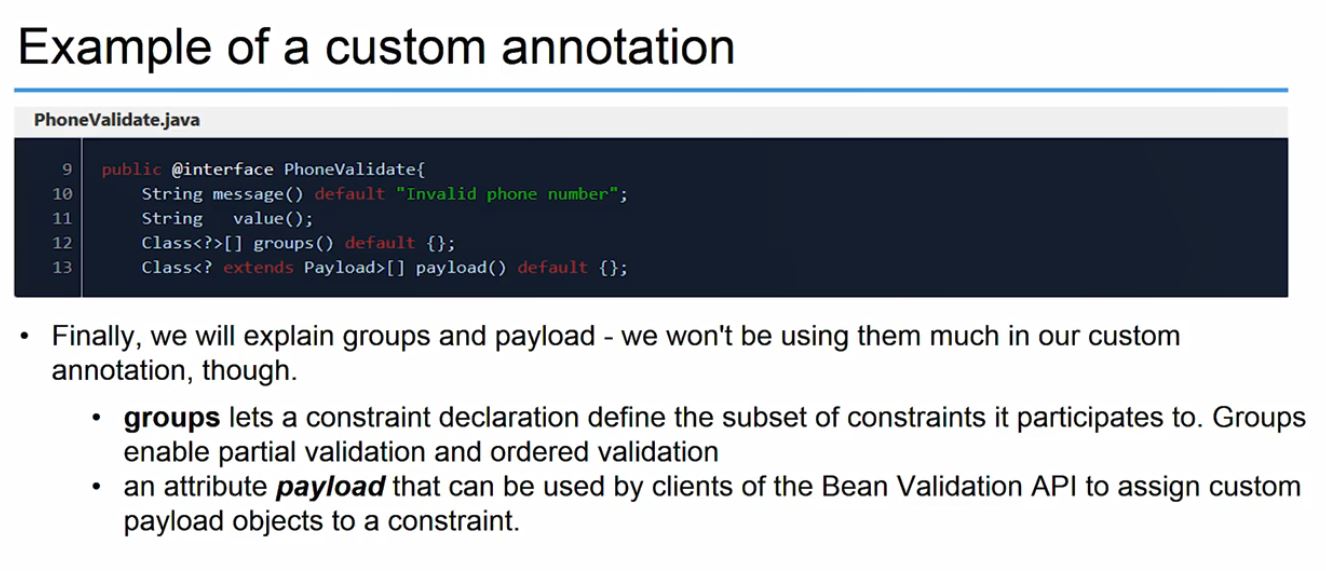 Example of a custom annotation
PhoneValidate.java
9 public @interface PhoneValidate{
10 String message() default "Invalid phone number";
11 String value();
12 Class<?>[] groups() default {};
13 Class<? extends Payload>[] payload() default {};
• Finally, we will explain groups and payload - we won't be using them much in our custom
annotation, though.
• groups lets a constraint declaration define the subset of constraints it participates to. Groups
enable partial validation and ordered validation
• an attribute payload that can be used by clients of the Bean Validation API to assign custom
payload objects to a constraint.